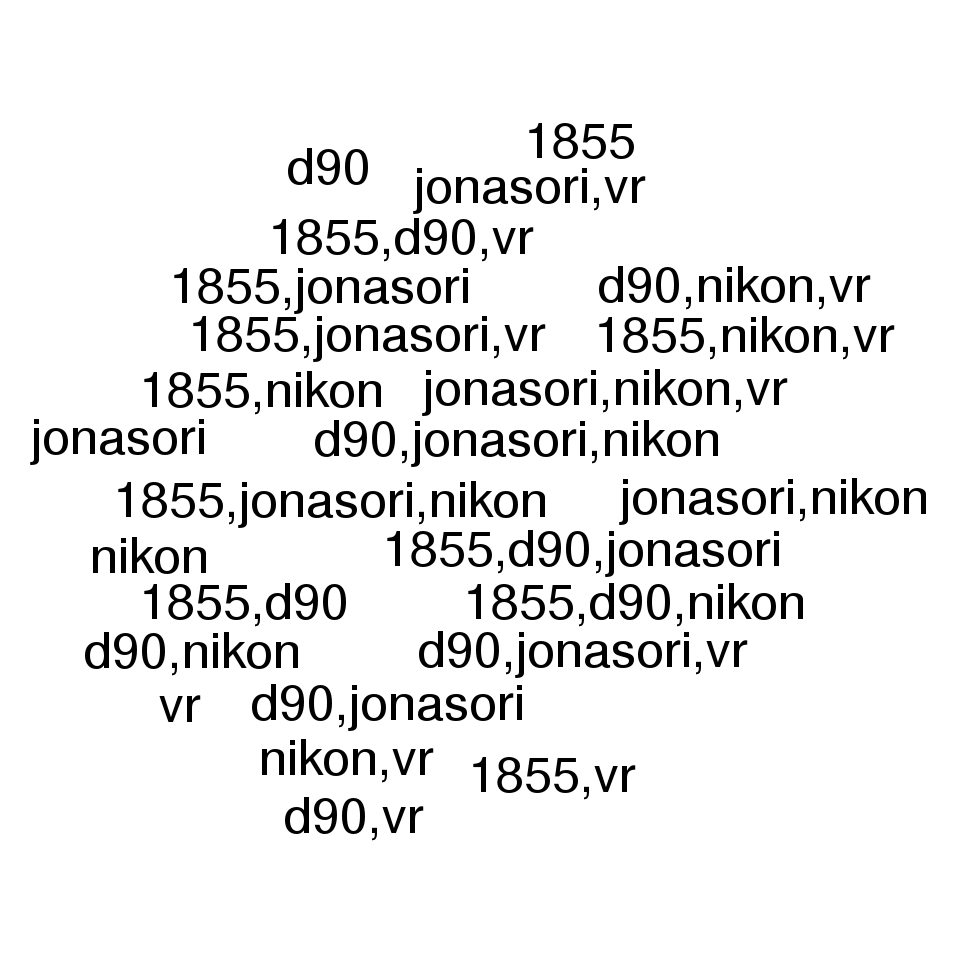 1855
d90
jonasori,vr
1855,d90,vr
1855,jonasori
d90,nikon,vr
1855,jonasori,vr
1855,nikon,vr
1855,nikon
jonasori,nikon,vr
jonasori
d90,jonasori,nikon
1855,jonasori,nikon
jonasori,nikon
nikon
1855,d90,jonasori
1855,d90
1855,d90,nikon
d90,nikon
d90,jonasori,vr
vr
d90,jonasori
nikon,vr
1855,vr
d90,vr